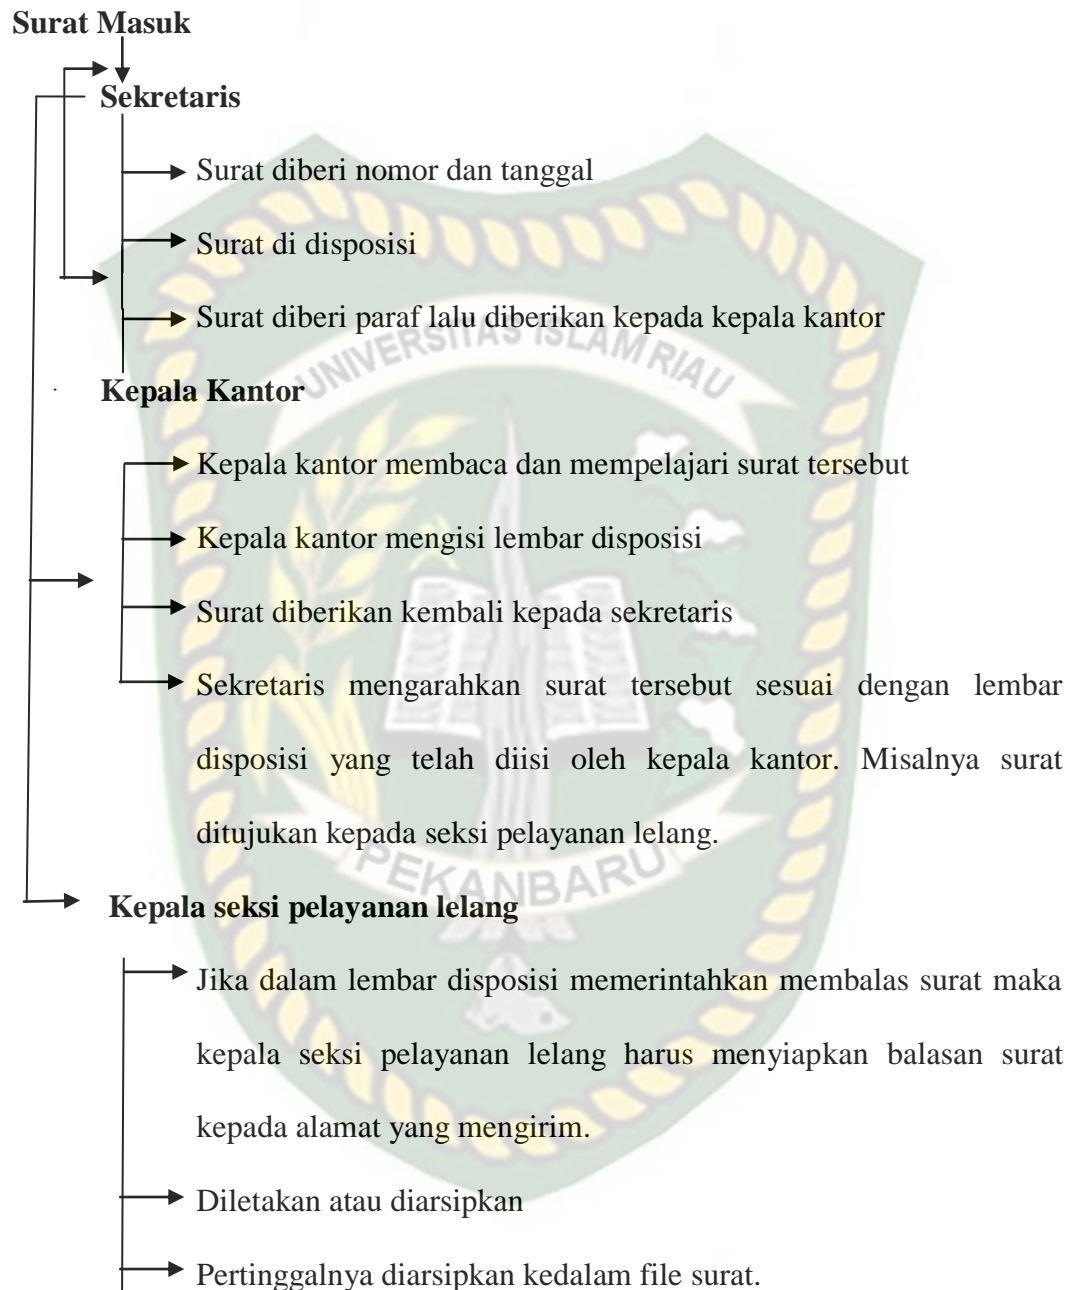 Surat Masuk
Sekretaris
Surat diberi nomor dan tanggal
Surat di disposisi
Surat diberi paraf lalu diberikan kepada kepala kantor
UNIVERSITAS ISLAM RIAU
Kepala Kantor
Kepala kantor membaca dan mempelajari surat tersebut
Kepala kantor mengisi lembar disposisi
Surat diberikan kembali kepada sekretaris
Sekretaris mengarahkan surat tersebut sesuai dengan lembar
disposisi yang telah diisi oleh kepala kantor. Misalnya surat
ditujukan kepada seksi pelayanan lelang.
PEKANBARU
Kepala seksi pelayanan lelang
Jika dalam lembar disposisi memerintahkan membalas surat maka
kepala seksi pelayanan lelang harus menyiapkan balasan surat
kepada alamat yang mengirim.
Diletakan atau diarsipkan
Pertinggalnya diarsipkan kedalam file surat.